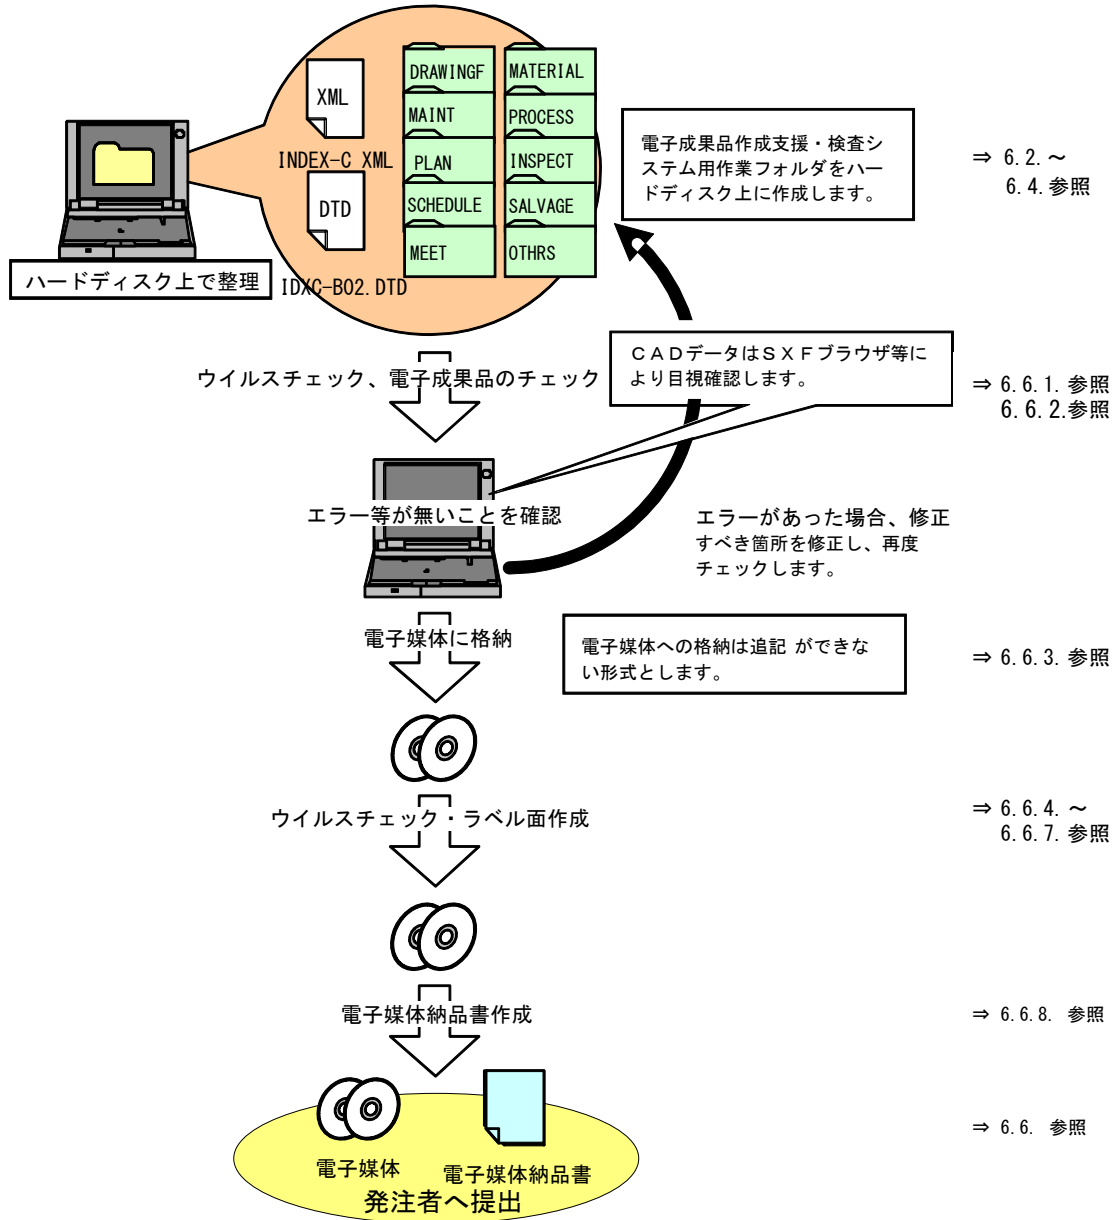 XML
INDEX-C XML
DTD
IDXC-B02.DTD
DRAWINGF
MAINT
PLAN
SCHEDULE
MEET
MATERIAL
PROCESS
INSPECT
SALVAGE
OTHRS
ハードディスク上で整理
電子成果品作成支援・検査シ
ステム用作業フォルダをハー
ドディスク上に作成します。
⇒ 6.2.～
6.4.参照
ウイルスチェック、電子成果品のチェック
ＣＡＤデータはＳＸＦブラウザ等に
より目視確認します。
⇒ 6.6.1.参照
6.6.2.参照
エラー等が無いことを確認
エラーがあった場合、修正
すべき箇所を修正し、再度
チェックします。
電子媒体に格納
電子媒体への格納は追記 ができな
い形式とします。
⇒ 6.6.3.参照
ウイルスチェック・ラベル面作成
⇒ 6.6.4.～
6.6.7.参照
電子媒体納品書作成
⇒ 6.6.8. 参照
電子媒体
電子媒体納品書
発注者へ提出
⇒ 6.6. 参照